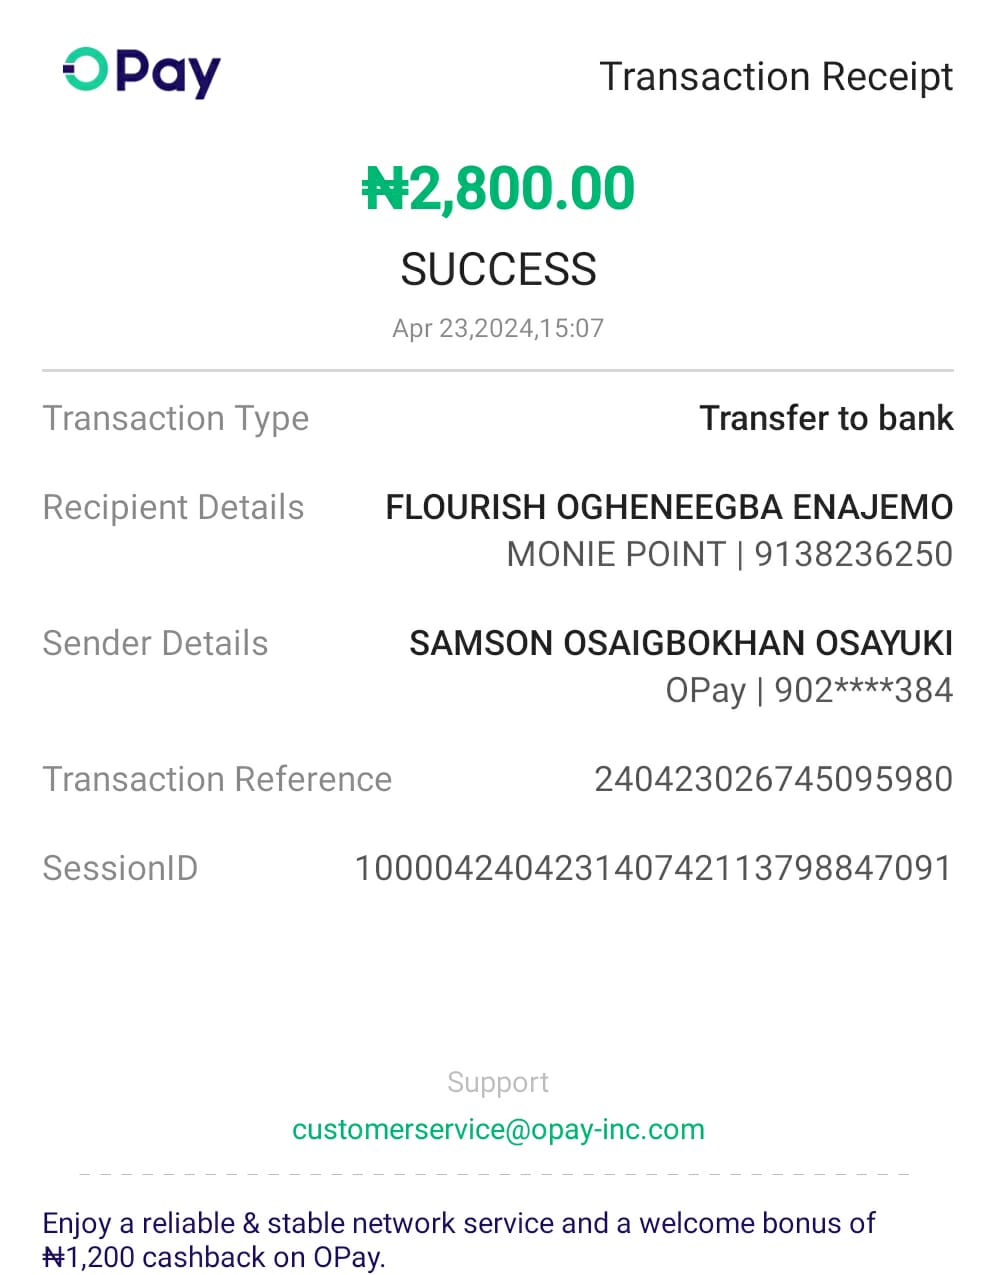 OPay
Transaction Receipt
₦2,800.00
SUCCESS
Apr 23,2024,15:07
Transaction Type Transfer to bank
Recipient Details FLOURISH OGHENEEGBA ENAJEMO
MONIE POINT | 9138236250
Sender Details SAMSON OSAIGBOKHAN OSAYUKI
OPay | 902****384
Transaction Reference 240423026745095980
SessionID 100004240423140742113798847091
Support
customerservice@opay-inc.com
Enjoy a reliable & stable network service and a welcome bonus of
₦1,200 cashback on OPay.